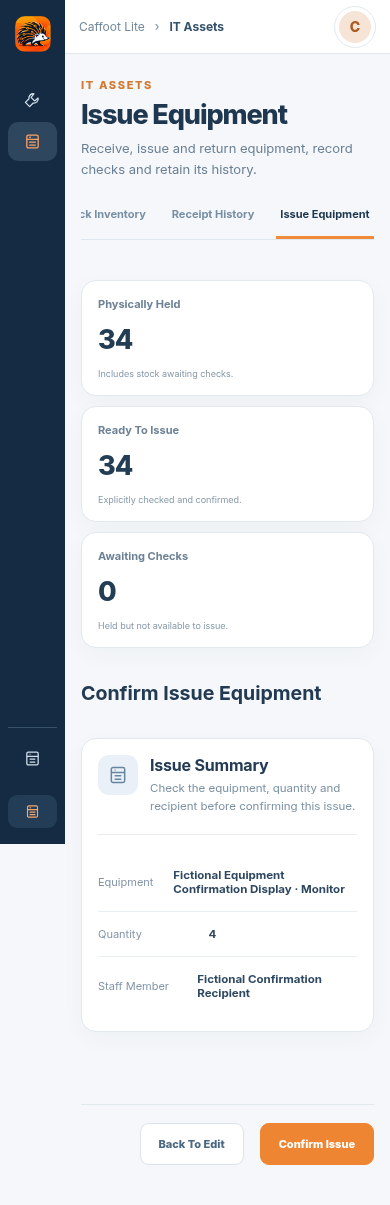 Caffoot Lite › IT Assets
C
IT ASSETS
Issue Equipment
Receive, issue and return equipment, record
checks and retain its history.
ck Inventory Receipt History Issue Equipment
Physically Held
34
Includes stock awaiting checks.
Ready To Issue
34
Explicitly checked and confirmed.
Awaiting Checks
0
Held but not available to issue.
Confirm Issue Equipment
Issue Summary
Check the equipment, quantity and
recipient before confirming this issue.
Equipment Fictional Equipment
Confirmation Display · Monitor
Quantity 4
Staff Member Fictional Confirmation
Recipient
Back To Edit Confirm Issue